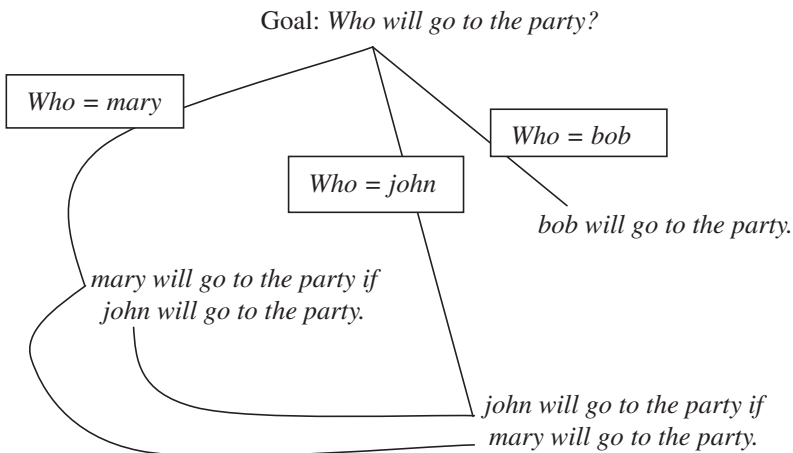 Goal: Who will go to the party?
Who = mary
Who = bob
Who = john
bob will go to the party.
mary will go to the party if
john will go to the party.
john will go to the party if
mary will go to the party.